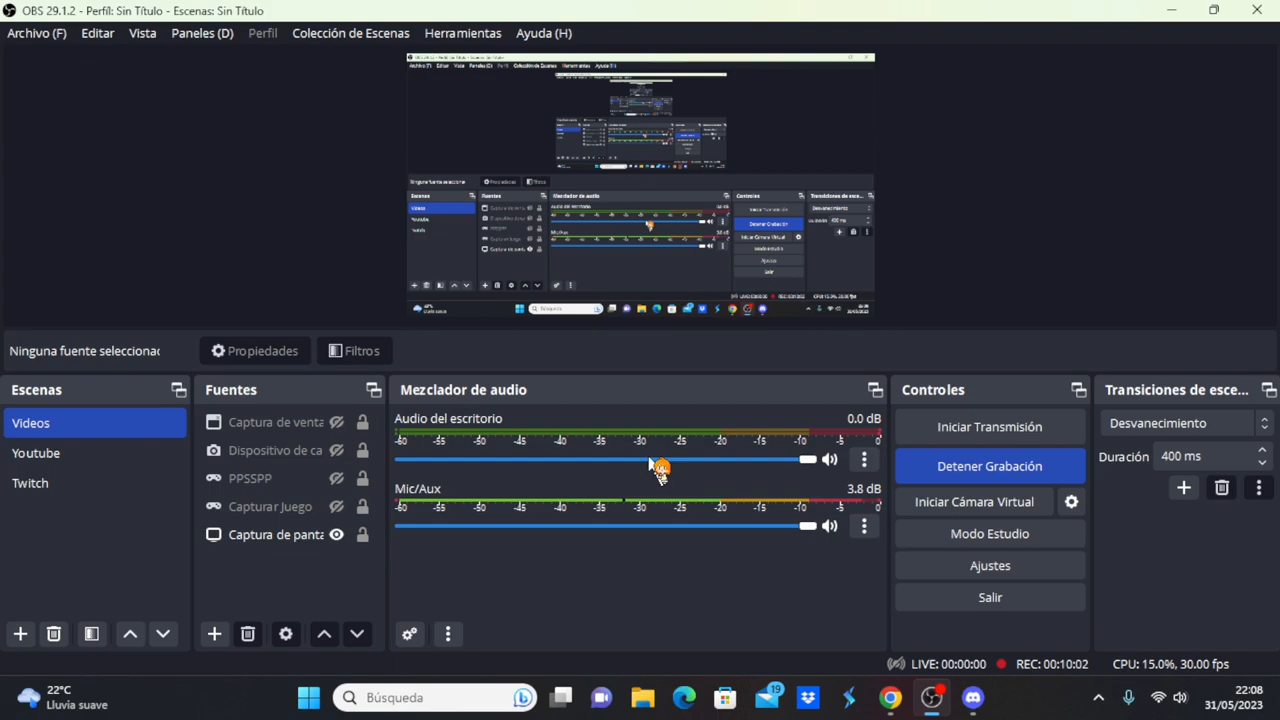 OBS 29.1.2 - Perfil: Sin Título - Escenas: Sin Título
Archivo (F) Editar Vista Paneles (D) Perfil Colección de Escenas Herramientas Ayuda (H)
Ninguna fuente seleccionac Propiedades Filtros
Escenas
Videos
Youtube
Twitch
Fuentes
Captura de venta
Dispositivo de ca
PPSSPP
Capturar Juego
Captura de panta
Mezclador de audio
Audio del escritorio 0.0 dB
-60 -55 -50 -45 -40 -35 -30 -25 -20 -15 -10 -5 0
Mic/Aux 3.8 dB
-60 -55 -50 -45 -40 -35 -30 -25 -20 -15 -10 -5 0
Controles
Iniciar Transmisión
Detener Grabación
Iniciar Cámara Virtual
Modo Estudio
Ajustes
Salir
Transiciones de esce...
Desvanecimiento
Duración 400 ms
LIVE: 00:00:00 REC: 00:10:02 CPU: 15.0%, 30.00 fps
22°C
Lluvia suave
Búsqueda
19
22:08
31/05/2023